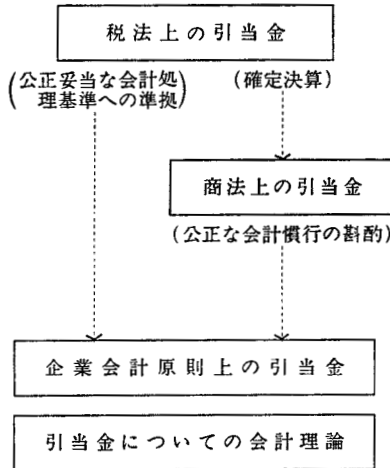 税法上の引当金
(公正妥当な会計処
理基準への準拠)
(確定決算)
商法上の引当金
(公正な会計慣行の斟酌)
企業会計原則上の引当金
引当金についての会計理論